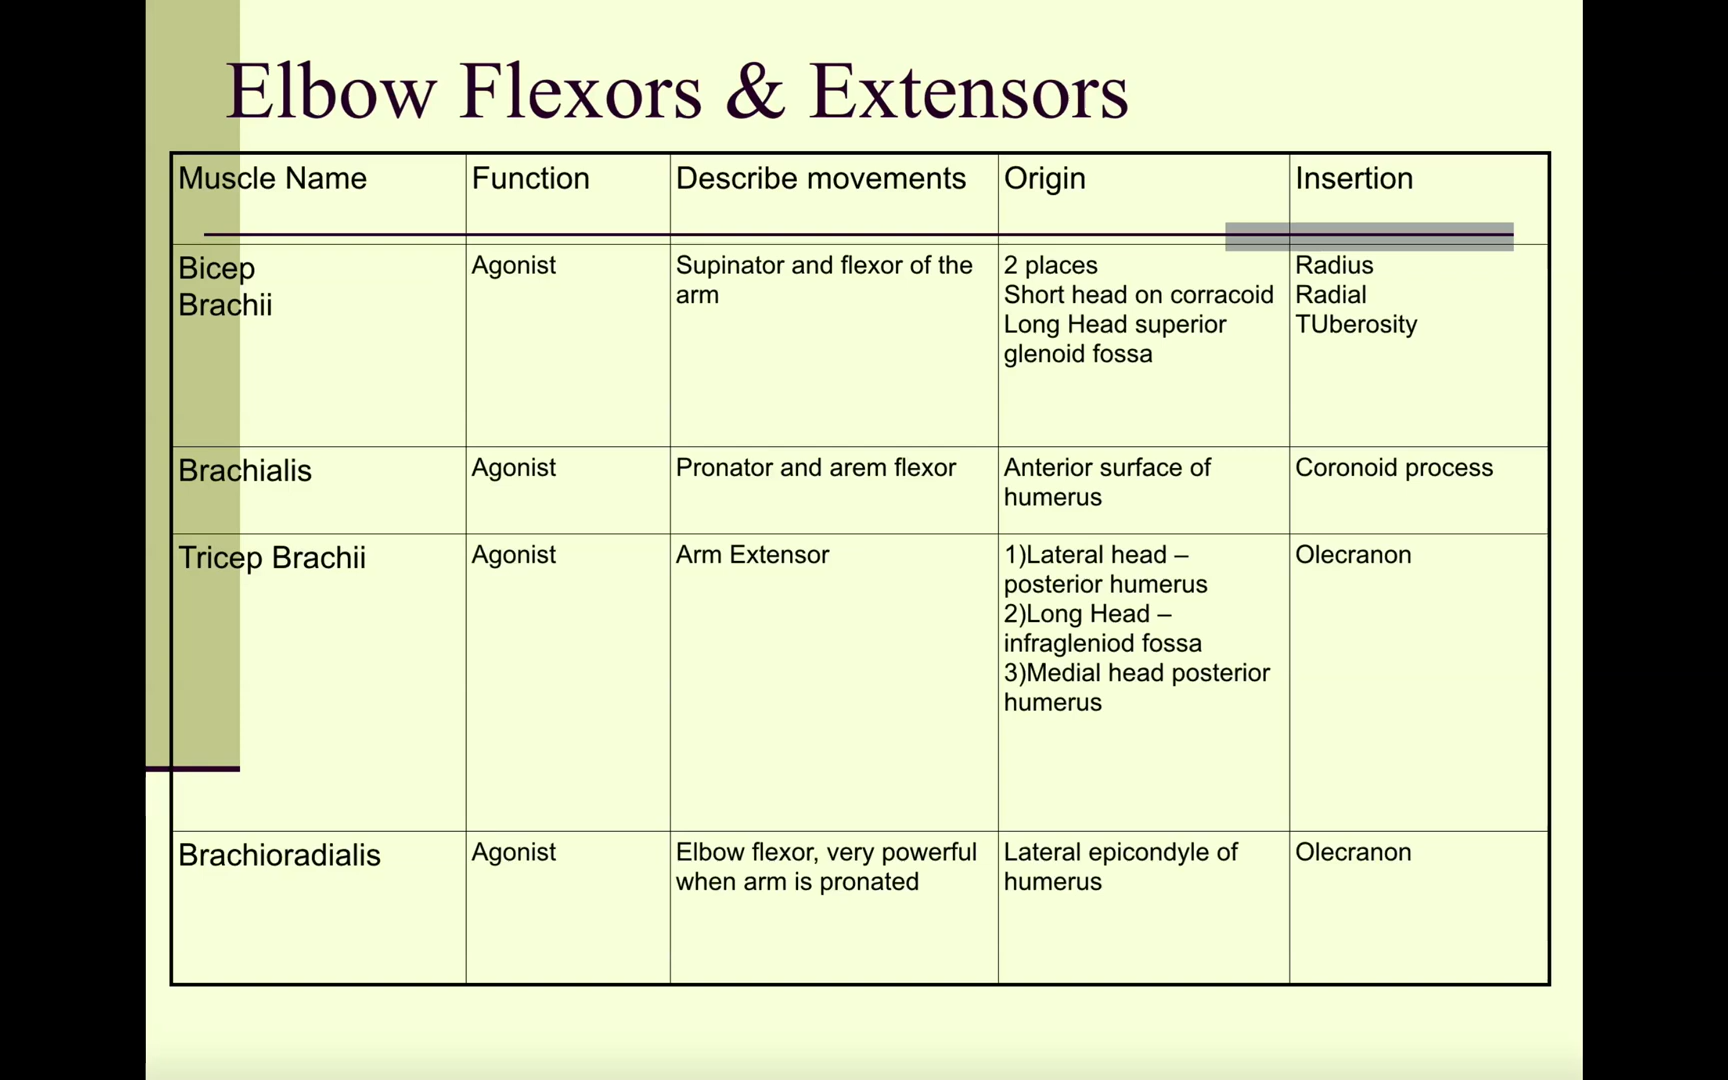 Elbow Flexors & Extensors
Muscle Name
Function
Describe movements
Origin
Insertion
Bicep
Brachii
Agonist
Supinator and flexor of the
arm
2 places
Short head on corracoid
Long Head superior
glenoid fossa
Radius
Radial
TUberosity
Brachialis
Agonist
Pronator and arem flexor
Anterior surface of
humerus
Coronoid process
Tricep Brachii
Agonist
Arm Extensor
1)Lateral head –
posterior humerus
2)Long Head –
infragleniod fossa
3)Medial head posterior
humerus
Olecranon
Brachioradialis
Agonist
Elbow flexor, very powerful
when arm is pronated
Lateral epicondyle of
humerus
Olecranon